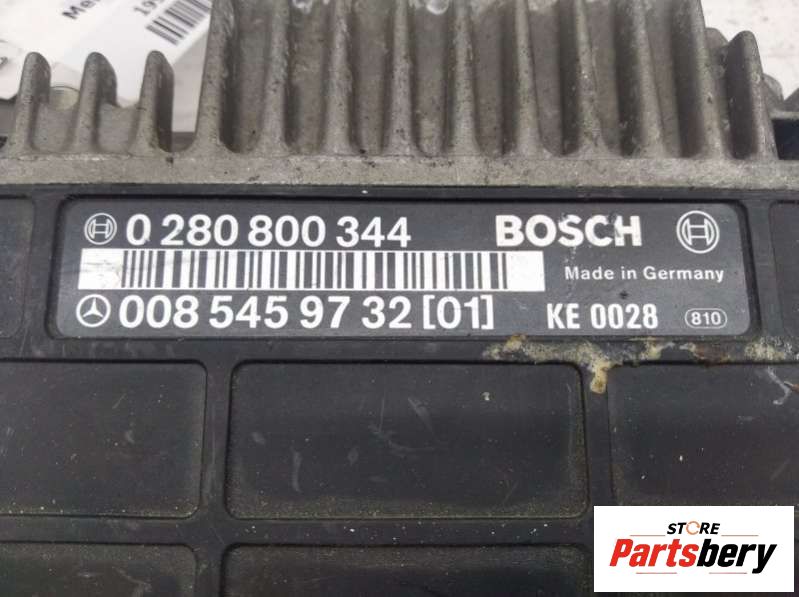 0 280 800 344 BOSCH
Made in Germany
008 545 97 32 [01] KE 0028 810
STORE
Partsbery